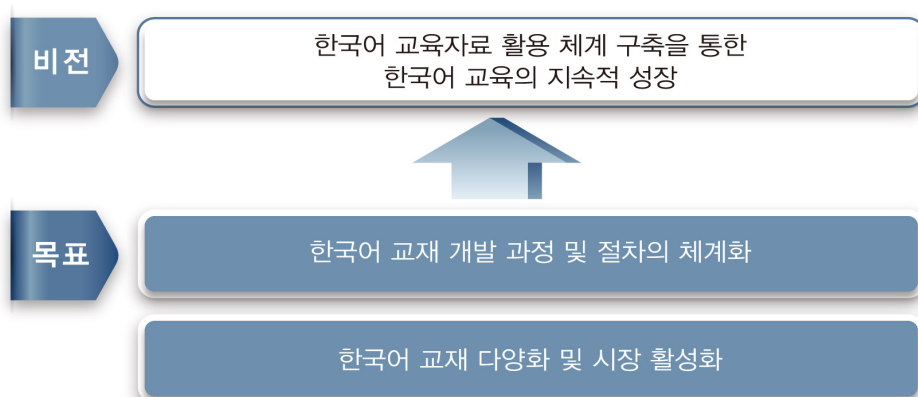 비전
한국어 교육자료 활용 체계 구축을 통한
한국어 교육의 지속적 성장
목표
한국어 교재 개발 과정 및 절차의 체계화
한국어 교재 다양화 및 시장 활성화